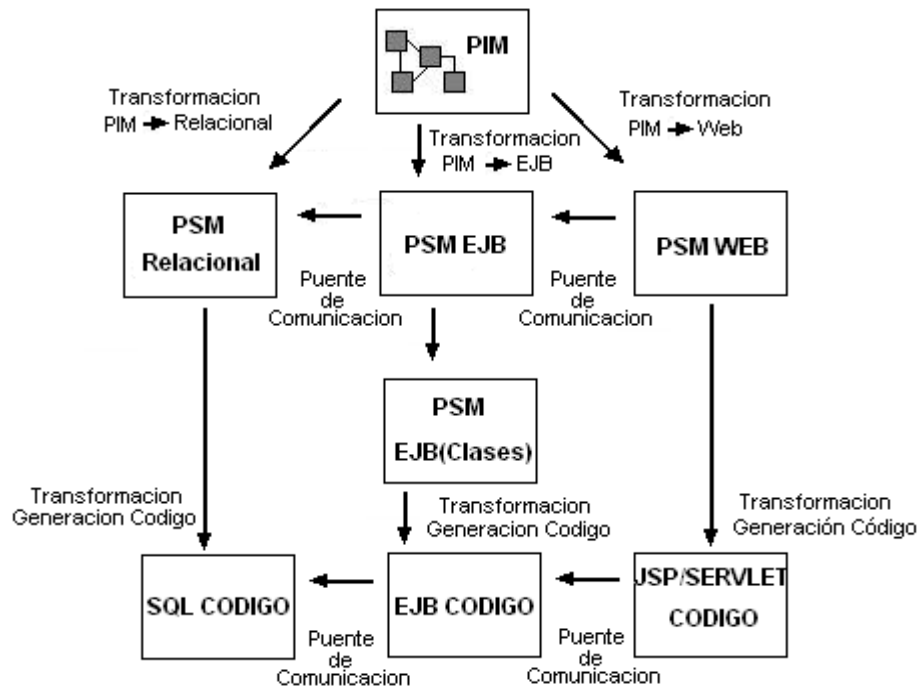 PIM
Transformacion
PIM → Relacional
Transformacion
PIM → EJB
Transformacion
PIM → Web
PSM
Relacional
PSM EJB
PSM WEB
Puente
de
Comunicacion
Puente
de
Comunicacion
PSM
EJB(Clases)
Transformacion
Generacion Codigo
Transformacion
Generacion Codigo
Transformacion
Generación Código
SQL CODIGO
EJB CODIGO
JSP/SERVLET
CODIGO
Puente
de
Comunicacion
Puente
de
Comunicacion